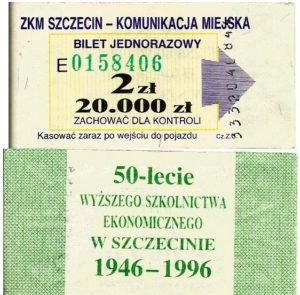 ZKM SZCZECIN – KOMUNIKACJA MIEJSKA
BILET JEDNORAZOWY
E 0158406
2 zł
20.000 zł
ZACHOWAĆ DLA KONTROLI
Kasować zaraz po wejściu do pojazdu
50-lecie
WYŻSZEGO SZKOLNICTWA
EKONOMICZNEGO
W SZCZECINIE
1946 – 1996